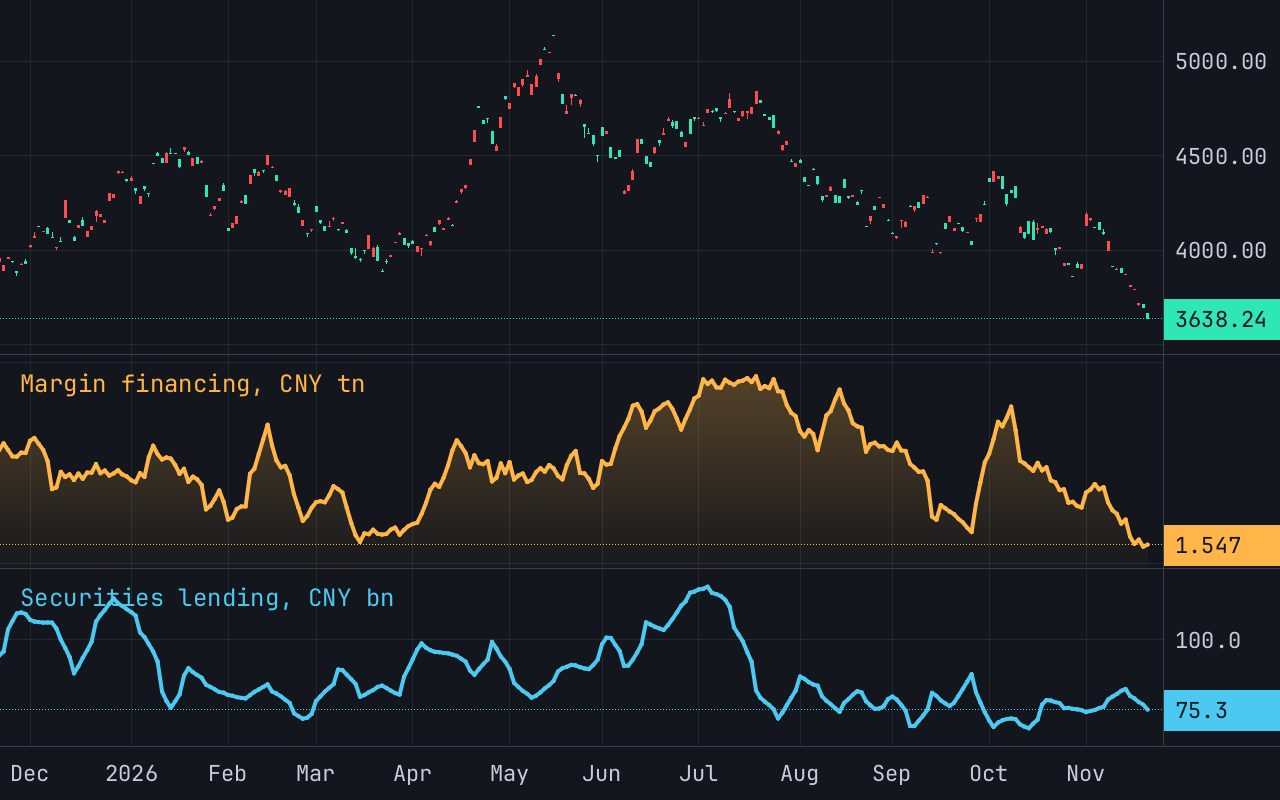 5000.00
4500.00
4000.00
3638.24
Margin financing, CNY tn
1.547
Securities lending, CNY bn
100.0
75.3
Dec 2026 Feb Mar Apr May Jun Jul Aug Sep Oct Nov